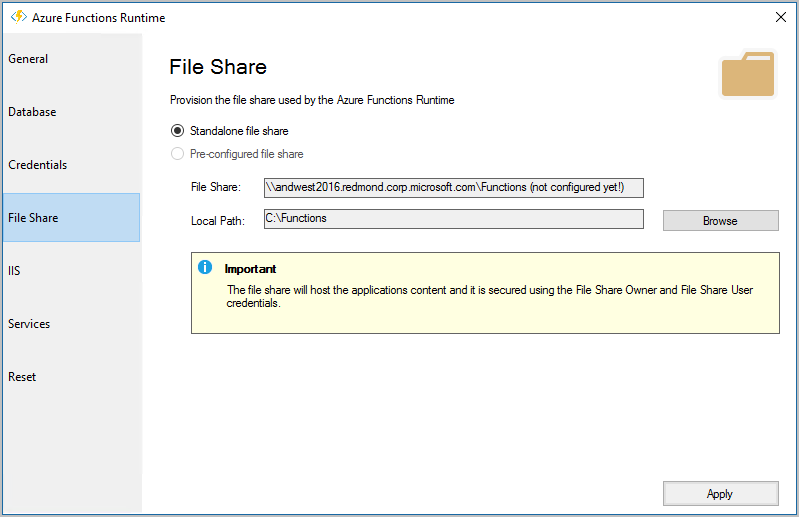 Azure Functions Runtime
General
Database
Credentials
File Share
IIS
Services
Reset
File Share
Provision the file share used by the Azure Functions Runtime
Standalone file share
Pre-configured file share
File Share: \\andwest2016.redmond.corp.microsoft.com\Functions (not configured yet!)
Local Path: C:\Functions
Browse
Important
The file share will host the applications content and it is secured using the File Share Owner and File Share User
credentials.
Apply